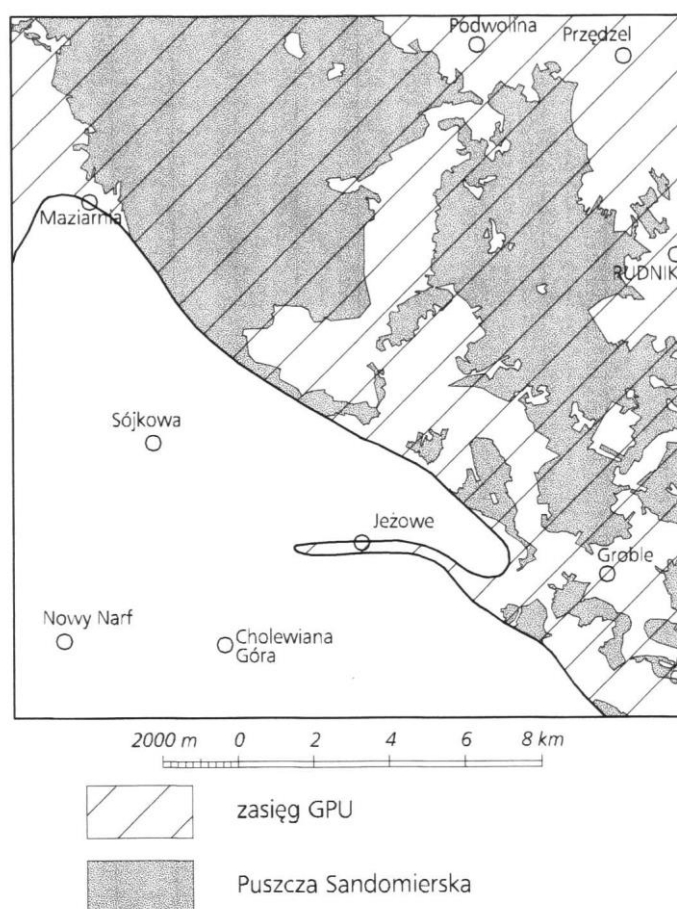 Podwolina
Przędzel
Maziarnia
RUDNIK
Sójkowa
Jeżowe
Groble
Nowy Narf
Cholewiana
Góra
2000 m 0 2 4 6 8 km
zasięg GPU
Puszcza Sandomierska